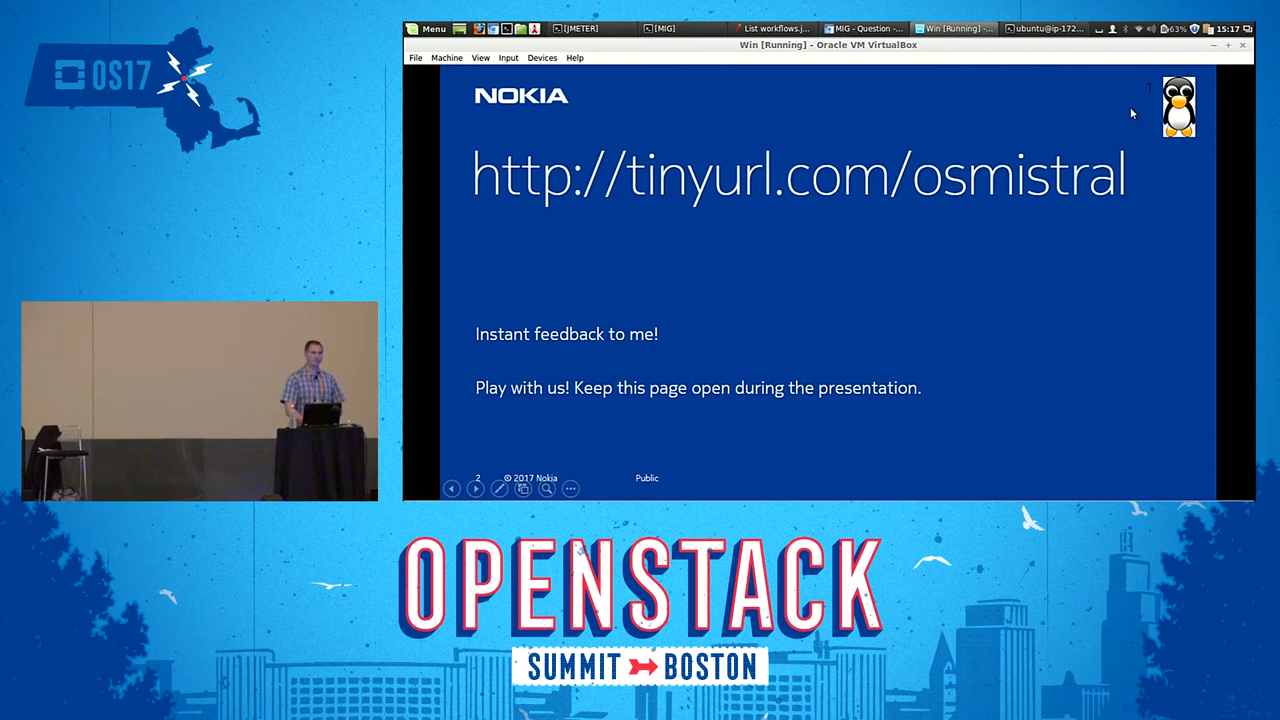 OS17
Menu
[JMETER]
[MIG]
List workflows.j...
MIG - Question -...
Win [Running] -...
ubuntu@ip-172...
63%
15:17
Win [Running] - Oracle VM VirtualBox
File Machine View Input Devices Help
NOKIA
1
http://tinyurl.com/osmistral
Instant feedback to me!
Play with us! Keep this page open during the presentation.
2 © 2017 Nokia Public
OPENSTACK
SUMMIT BOSTON